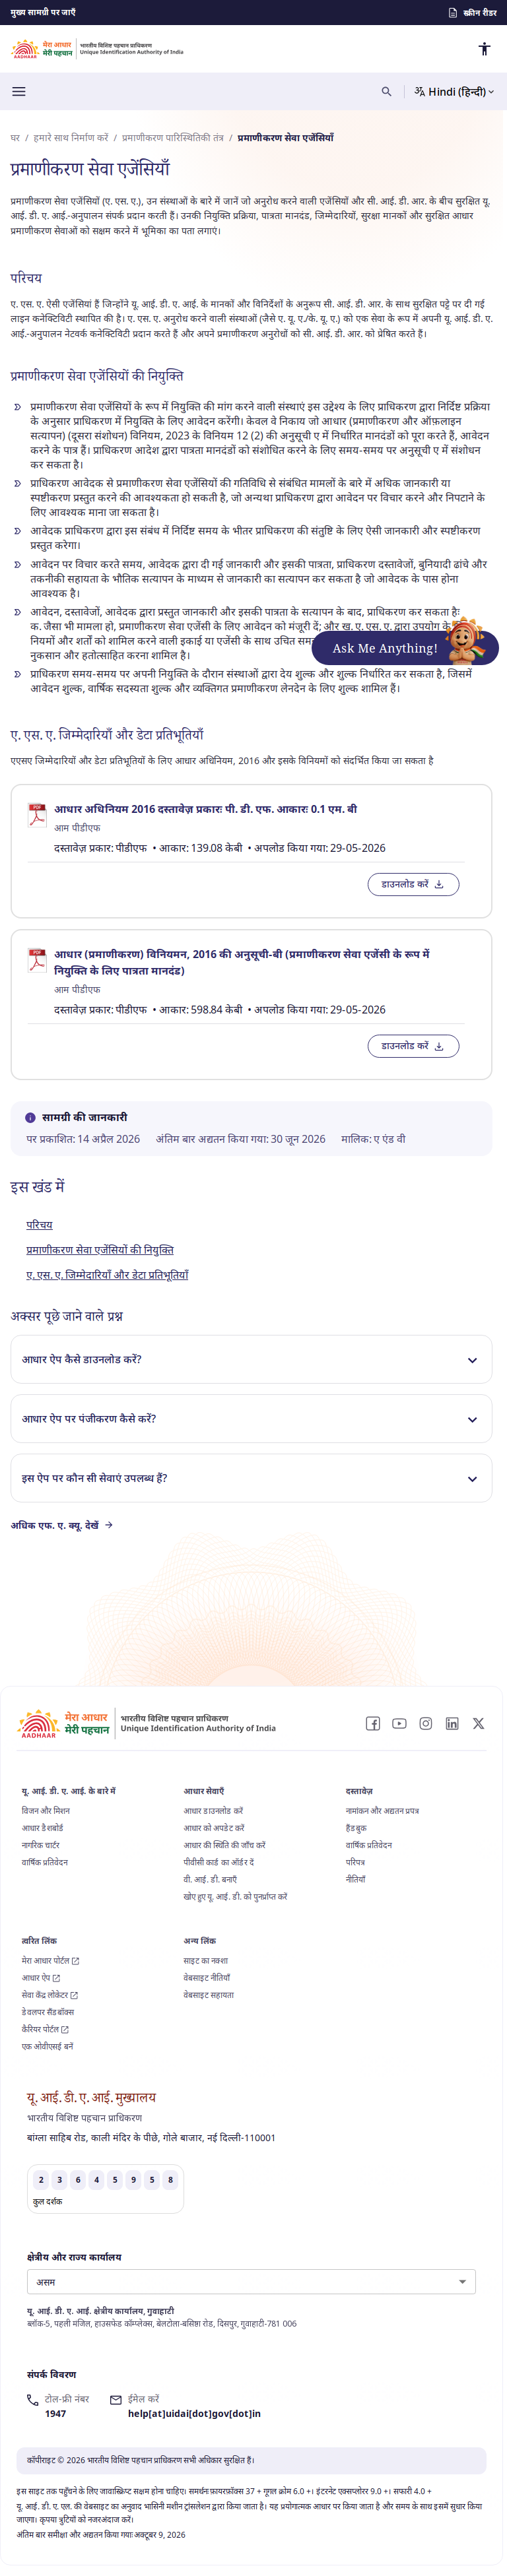 मुख्य सामग्री पर जाएँ
स्क्रीन रीडर
AADHAAR
मेरा आधार
मेरी पहचान
भारतीय विशिष्ट पहचान प्राधिकरण
Unique Identification Authority of India
Hindi (हिन्दी)
घर / हमारे साथ निर्माण करें / प्रमाणीकरण पारिस्थितिकी तंत्र / प्रमाणीकरण सेवा एजेंसियाँ
प्रमाणीकरण सेवा एजेंसियाँ
प्रमाणीकरण सेवा एजेंसियों (ए. एस. ए.), उन संस्थाओं के बारे में जानें जो अनुरोध करने वाली एजेंसियों और सी. आई. डी. आर. के बीच सुरक्षित यू.
आई. डी. ए. आई.-अनुपालन संपर्क प्रदान करती हैं। उनकी नियुक्ति प्रक्रिया, पात्रता मानदंड, जिम्मेदारियों, सुरक्षा मानकों और सुरक्षित आधार
प्रमाणीकरण सेवाओं को सक्षम करने में भूमिका का पता लगाएं।
परिचय
ए. एस. ए. ऐसी एजेंसियां हैं जिन्होंने यू. आई. डी. ए. आई. के मानकों और विनिर्देशों के अनुरूप सी. आई. डी. आर. के साथ सुरक्षित पट्टे पर दी गई
लाइन कनेक्टिविटी स्थापित की है। ए. एस. ए. अनुरोध करने वाली संस्थाओं (जैसे ए. यू. ए./के. यू. ए.) को एक सेवा के रूप में अपनी यू. आई. डी. ए.
आई.-अनुपालन नेटवर्क कनेक्टिविटी प्रदान करते हैं और अपने प्रमाणीकरण अनुरोधों को सी. आई. डी. आर. को प्रेषित करते हैं।
प्रमाणीकरण सेवा एजेंसियों की नियुक्ति
प्रमाणीकरण सेवा एजेंसियों के रूप में नियुक्ति की मांग करने वाली संस्थाएं इस उद्देश्य के लिए प्राधिकरण द्वारा निर्दिष्ट प्रक्रिया
के अनुसार प्राधिकरण में नियुक्ति के लिए आवेदन करेंगी। केवल वे निकाय जो आधार (प्रमाणीकरण और ऑफ़लाइन
सत्यापन) (दूसरा संशोधन) विनियम, 2023 के विनियम 12 (2) की अनुसूची ए में निर्धारित मानदंडों को पूरा करते हैं, आवेदन
करने के पात्र हैं। प्राधिकरण आदेश द्वारा पात्रता मानदंडों को संशोधित करने के लिए समय-समय पर अनुसूची ए में संशोधन
कर सकता है।
प्राधिकरण आवेदक से प्रमाणीकरण सेवा एजेंसियों की गतिविधि से संबंधित मामलों के बारे में अधिक जानकारी या
स्पष्टीकरण प्रस्तुत करने की आवश्यकता हो सकती है, जो अन्यथा प्राधिकरण द्वारा आवेदन पर विचार करने और निपटाने के
लिए आवश्यक माना जा सकता है।
आवेदक प्राधिकरण द्वारा इस संबंध में निर्दिष्ट समय के भीतर प्राधिकरण की संतुष्टि के लिए ऐसी जानकारी और स्पष्टीकरण
प्रस्तुत करेगा।
आवेदन पर विचार करते समय, आवेदक द्वारा दी गई जानकारी और इसकी पात्रता, प्राधिकरण दस्तावेजों, बुनियादी ढांचे और
तकनीकी सहायता के भौतिक सत्यापन के माध्यम से जानकारी का सत्यापन कर सकता है जो आवेदक के पास होना
आवश्यक है।
आवेदन, दस्तावेजों, आवेदक द्वारा प्रस्तुत जानकारी और इसकी पात्रता के सत्यापन के बाद, प्राधिकरण कर सकता हैः
क. जैसा भी मामला हो, प्रमाणीकरण सेवा एजेंसी के लिए आवेदन को मंजूरी दें; और ख. ए. एस. ए. द्वारा उपयोग के
नियमों और शर्तों को शामिल करने वाली इकाई या एजेंसी के साथ उचित
नुकसान और हतोत्साहित करना शामिल है।
Ask Me Anything!
प्राधिकरण समय-समय पर अपनी नियुक्ति के दौरान संस्थाओं द्वारा देय शुल्क और शुल्क निर्धारित कर सकता है, जिसमें
आवेदन शुल्क, वार्षिक सदस्यता शुल्क और व्यक्तिगत प्रमाणीकरण लेनदेन के लिए शुल्क शामिल हैं।
ए. एस. ए. जिम्मेदारियाँ और डेटा प्रतिभूतियाँ
एएसए जिम्मेदारियों और डेटा प्रतिभूतियों के लिए आधार अधिनियम, 2016 और इसके विनियमों को संदर्भित किया जा सकता है
PDF
आधार अधिनियम 2016 दस्तावेज़ प्रकारः पी. डी. एफ. आकारः 0.1 एम. बी
आम पीडीएफ
दस्तावेज़ प्रकार: पीडीएफ • आकार: 139.08 केबी • अपलोड किया गया: 29-05-2026
डाउनलोड करें
PDF
आधार (प्रमाणीकरण) विनियमन, 2016 की अनुसूची-बी (प्रमाणीकरण सेवा एजेंसी के रूप में
नियुक्ति के लिए पात्रता मानदंड)
आम पीडीएफ
दस्तावेज़ प्रकार: पीडीएफ • आकार: 598.84 केबी • अपलोड किया गया: 29-05-2026
डाउनलोड करें
सामग्री की जानकारी
पर प्रकाशित: 14 अप्रैल 2026 अंतिम बार अद्यतन किया गया: 30 जून 2026 मालिक: ए एंड वी
इस खंड में
परिचय
प्रमाणीकरण सेवा एजेंसियों की नियुक्ति
ए. एस. ए. जिम्मेदारियाँ और डेटा प्रतिभूतियाँ
अक्सर पूछे जाने वाले प्रश्न
आधार ऐप कैसे डाउनलोड करें?
आधार ऐप पर पंजीकरण कैसे करें?
इस ऐप पर कौन सी सेवाएं उपलब्ध हैं?
अधिक एफ. ए. क्यू. देखें
AADHAAR
मेरा आधार
मेरी पहचान
भारतीय विशिष्ट पहचान प्राधिकरण
Unique Identification Authority of India
यू. आई. डी. ए. आई. के बारे में
विजन और मिशन
आधार डैशबोर्ड
नागरिक चार्टर
वार्षिक प्रतिवेदन
आधार सेवाएँ
आधार डाउनलोड करें
आधार को अपडेट करें
आधार की स्थिति की जाँच करें
पीवीसी कार्ड का ऑर्डर दें
वी. आई. डी. बनाएँ
खोए हुए यू. आई. डी. को पुनर्प्राप्त करें
दस्तावेज़
नामांकन और अद्यतन प्रपत्र
हैंडबुक
वार्षिक प्रतिवेदन
परिपत्र
नीतियाँ
त्वरित लिंक
मेरा आधार पोर्टल
आधार ऐप
सेवा केंद्र लोकेटर
डेवलपर सैंडबॉक्स
कैरियर पोर्टल
एक ओवीएसई बनें
अन्य लिंक
साइट का नक्शा
वेबसाइट नीतियाँ
वेबसाइट सहायता
यू. आई. डी. ए. आई. मुख्यालय
भारतीय विशिष्ट पहचान प्राधिकरण
बांग्ला साहिब रोड, काली मंदिर के पीछे, गोले बाजार, नई दिल्ली-110001
2 3 6 4 5 9 5 8
कुल दर्शक
क्षेत्रीय और राज्य कार्यालय
असम
यू. आई. डी. ए. आई. क्षेत्रीय कार्यालय, गुवाहाटी
ब्लॉक-5, पहली मंजिल, हाउसफेड कॉम्प्लेक्स, बेलटोला-बसिष्ठा रोड, दिसपुर, गुवाहाटी-781 006
संपर्क विवरण
टोल-फ्री नंबर
1947
ईमेल करें
help[at]uidai[dot]gov[dot]in
कॉपीराइट © 2026 भारतीय विशिष्ट पहचान प्राधिकरण सभी अधिकार सुरक्षित हैं।
इस साइट तक पहुँचने के लिए जावास्क्रिप्ट सक्षम होना चाहिए। समर्थनः फ़ायरफ़ॉक्स 37 + गूगल क्रोम 6.0 +। इंटरनेट एक्सप्लोरर 9.0 +। सफारी 4.0 +
यू. आई. डी. ए. एल. की वेबसाइट का अनुवाद भाषिनी मशीन ट्रांसलेशन द्वारा किया जाता है। यह प्रयोगात्मक आधार पर किया जाता है और समय के साथ इसमें सुधार किया
जाएगा। कृपया त्रुटियों को नजरअंदाज करें।
अंतिम बार समीक्षा और अद्यतन किया गयाःअक्टूबर 9, 2026